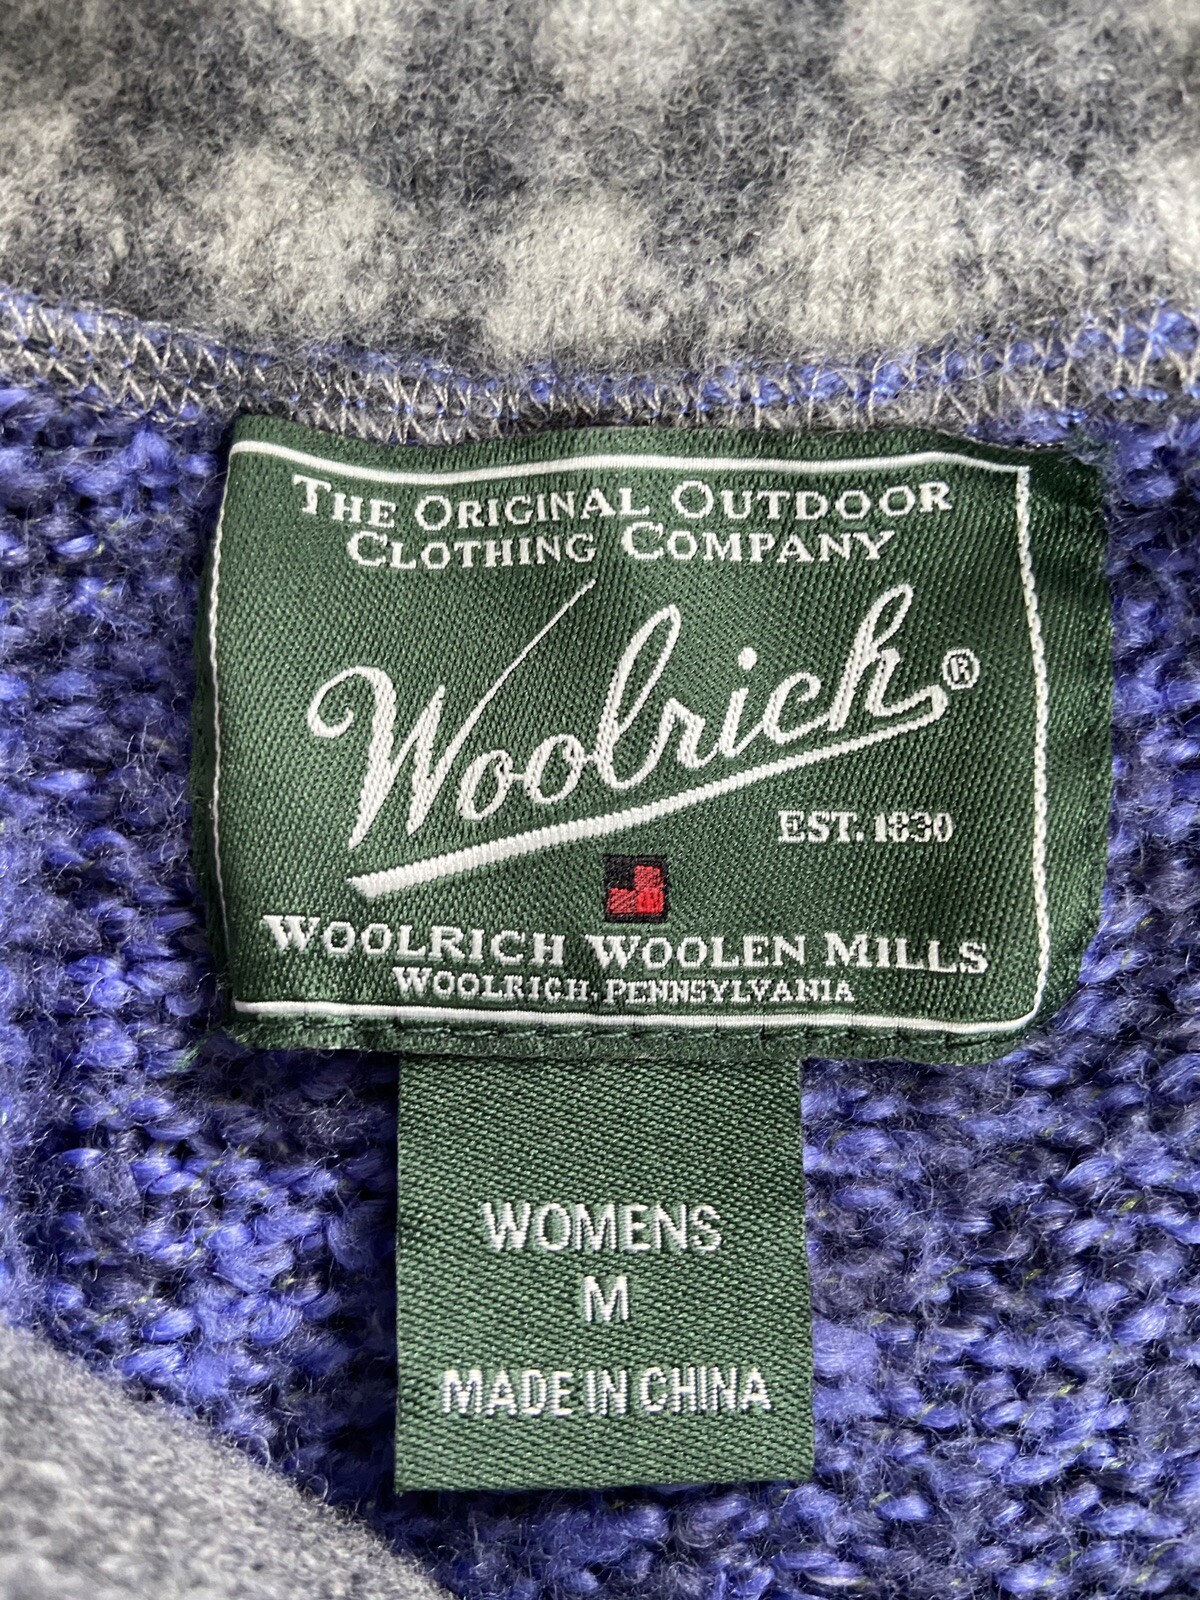 THE ORIGINAL OUTDOOR
CLOTHING COMPANY
Woolrich®
EST. 1830
WOOLRICH WOOLEN MILLS
WOOLRICH, PENNSYLVANIA
WOMENS
M
MADE IN CHINA